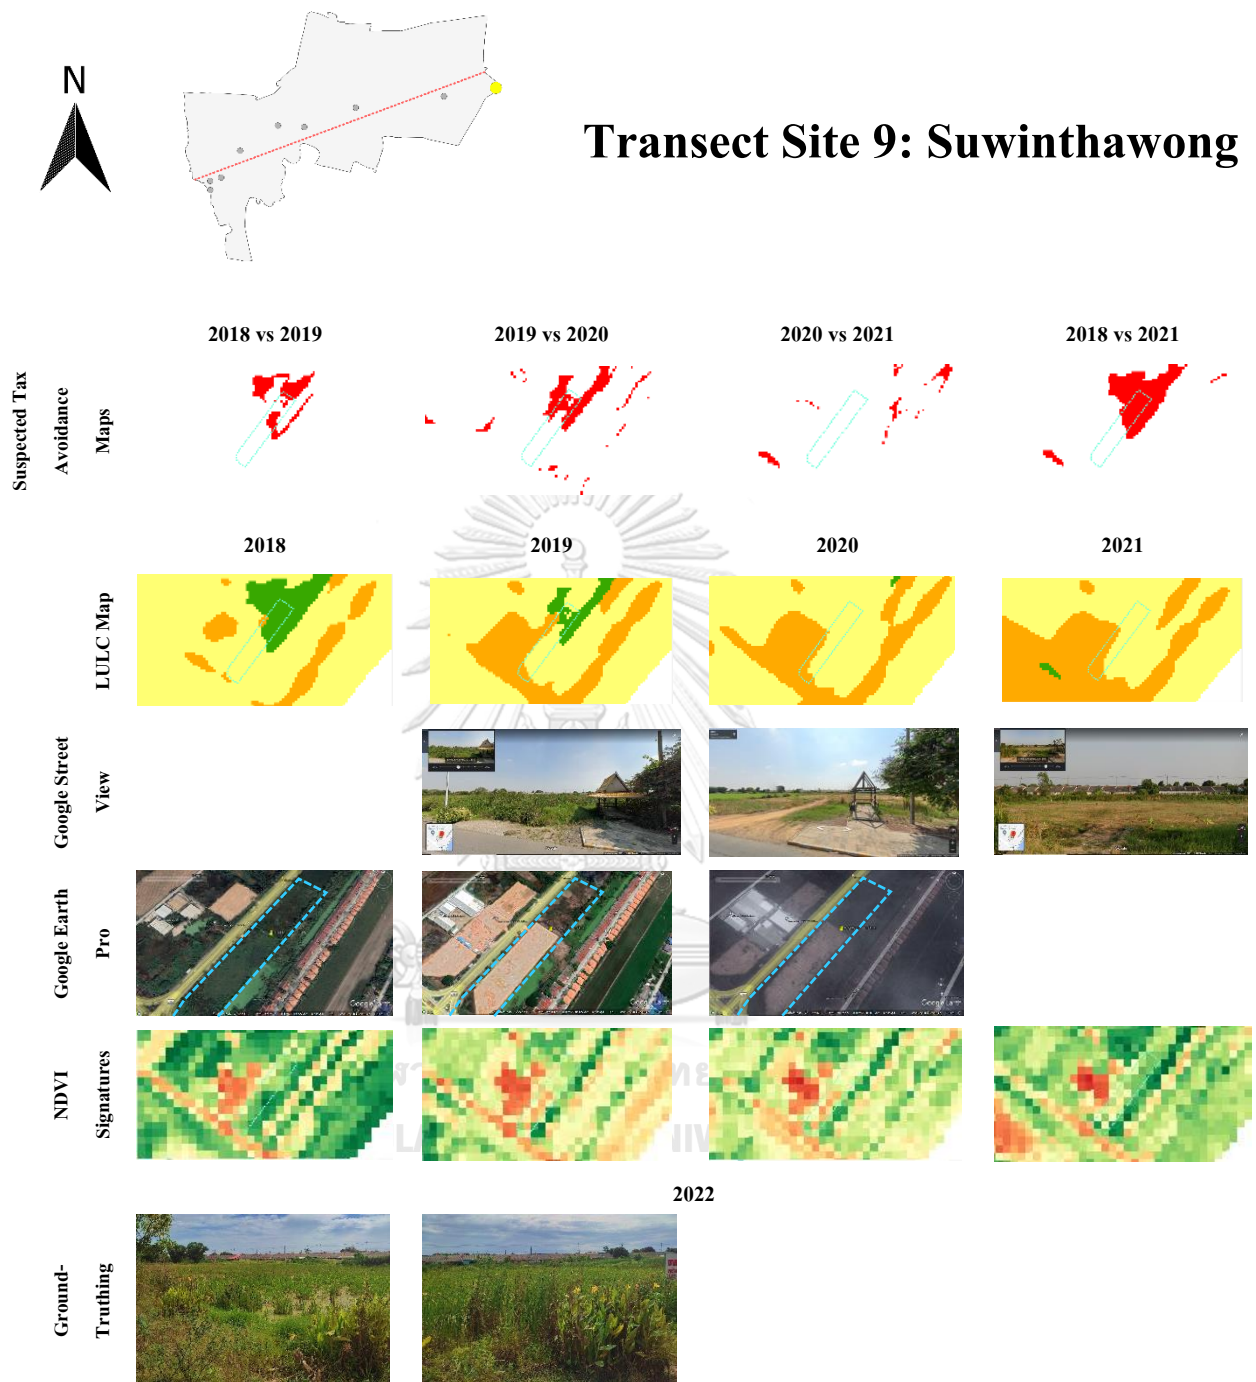 N
Transect Site 9: Suwinthawong
2018 vs 2019
2019 vs 2020
2020 vs 2021
2018 vs 2021
Suspected Tax
Avoidance
Maps
2018
2019
2020
2021
LULC Map
Google Street
View
Google Earth
Pro
NDVI
Signatures
2022
Ground-
Truthing